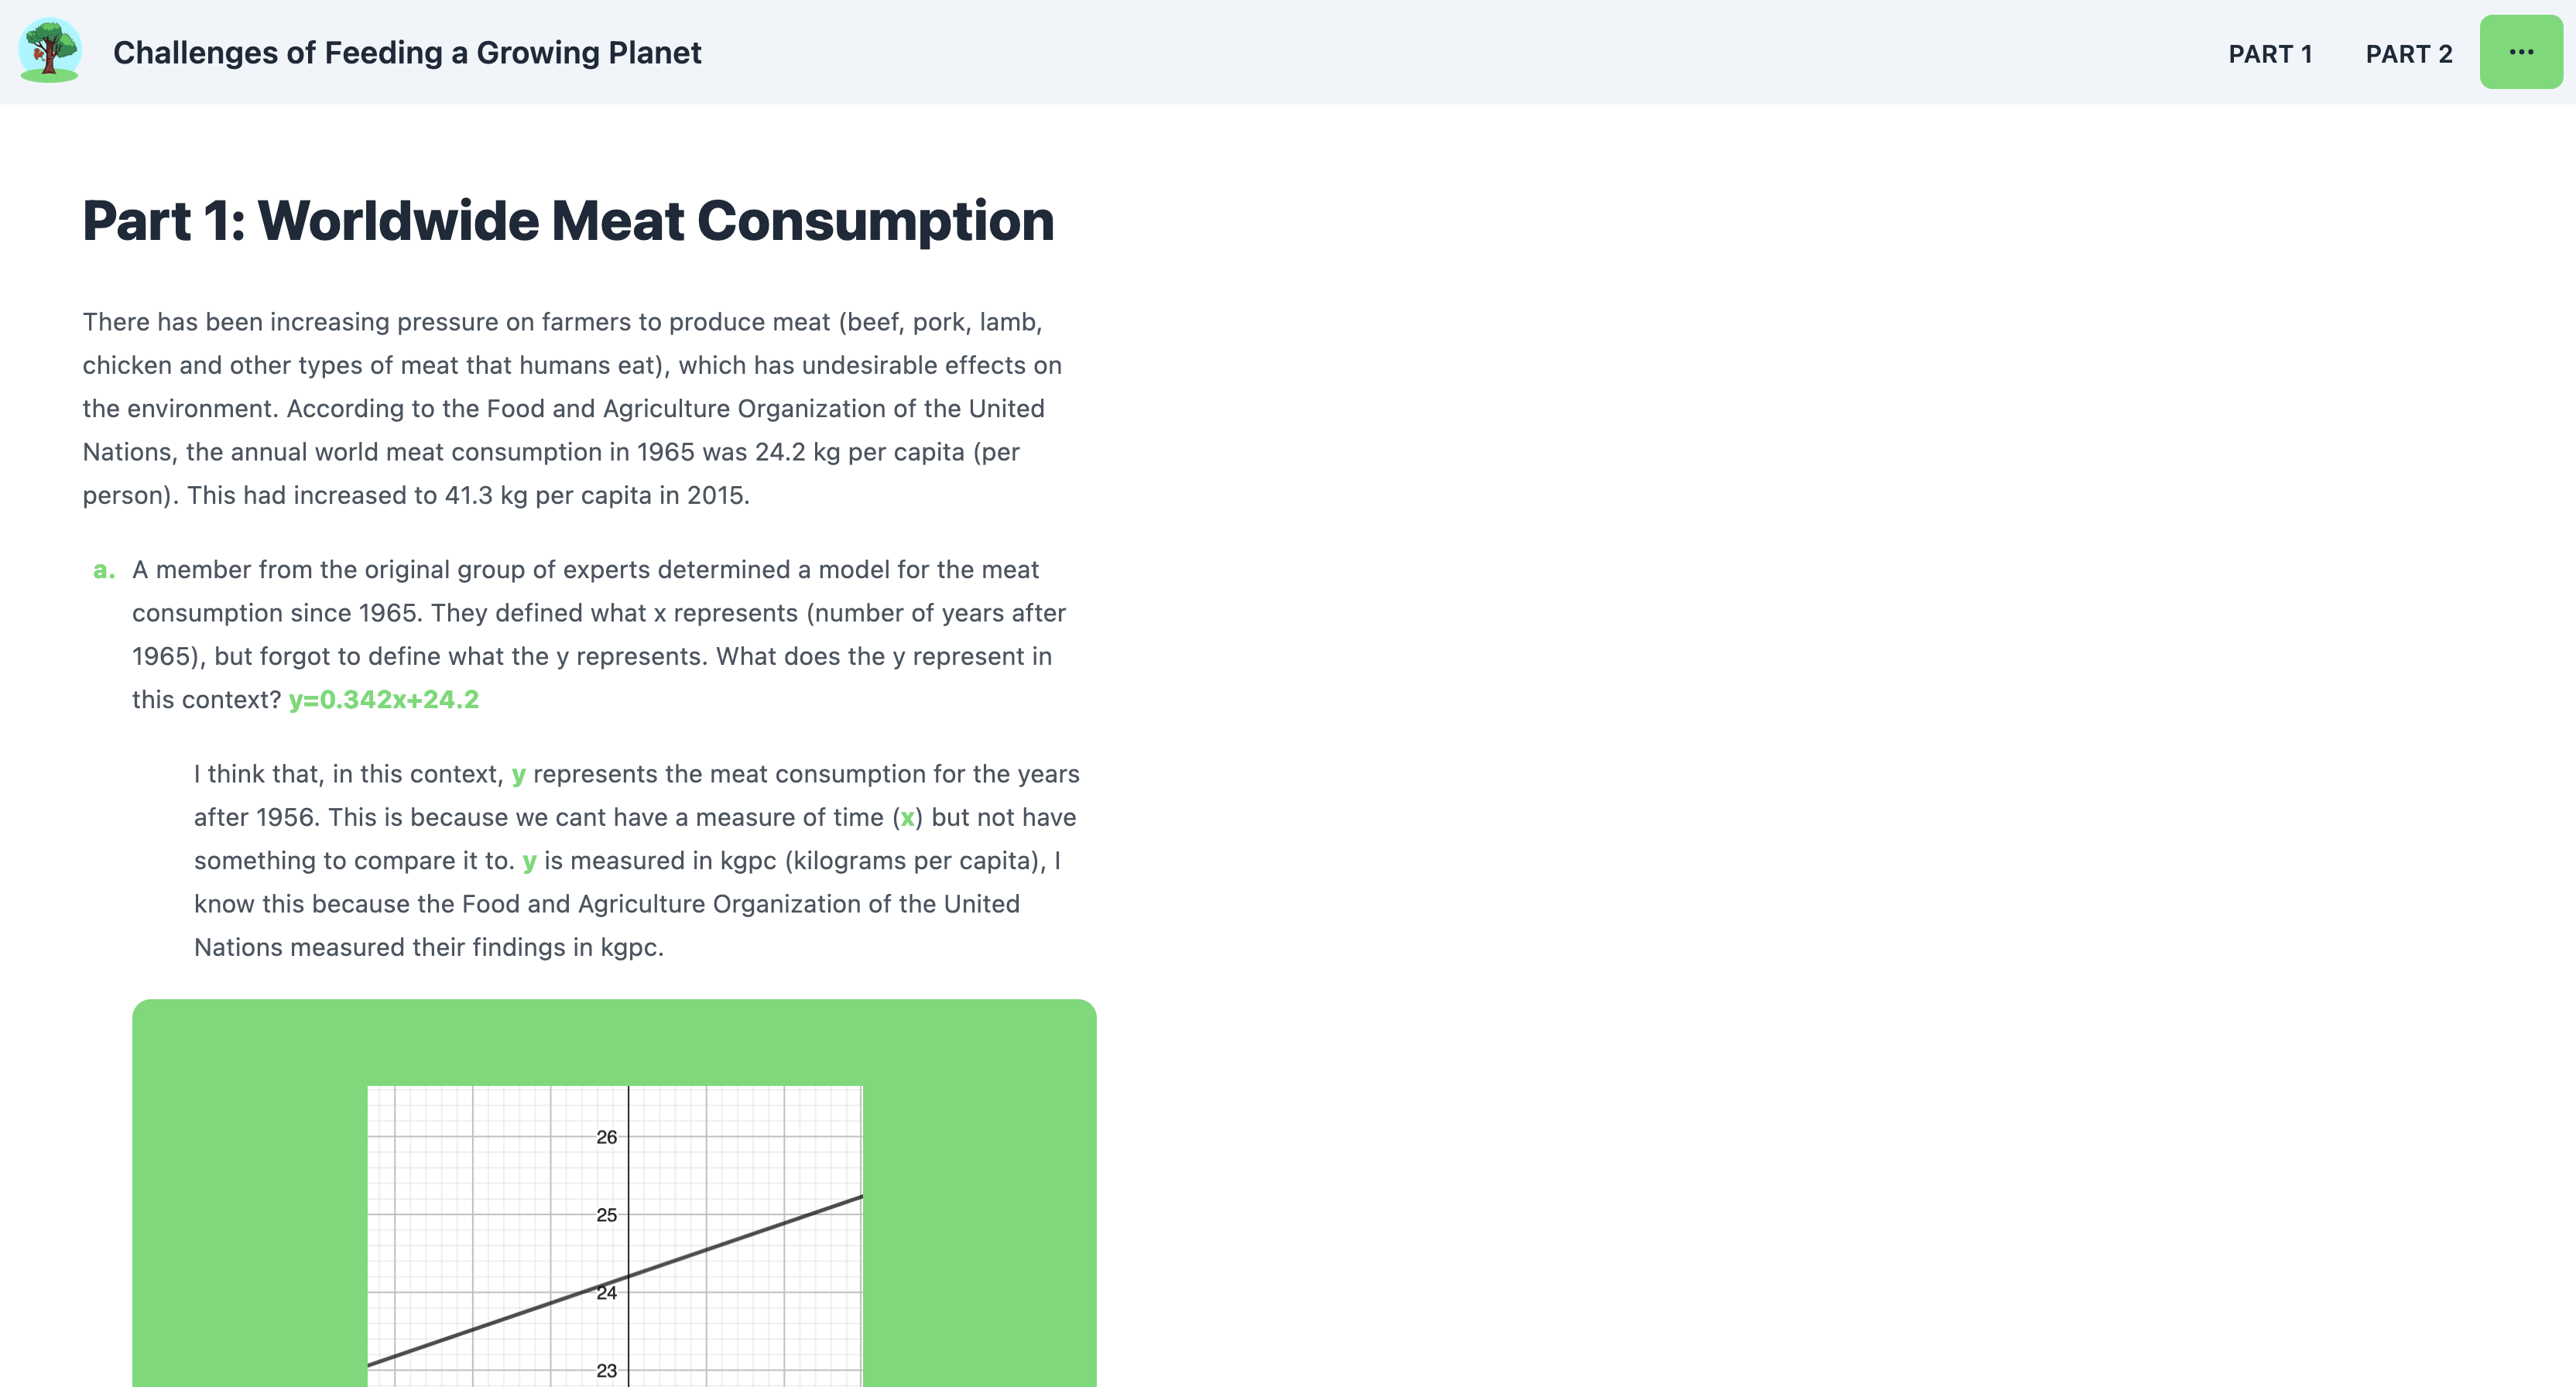 Challenges of Feeding a Growing Planet
PART 1
PART 2
...
Part 1: Worldwide Meat Consumption
There has been increasing pressure on farmers to produce meat (beef, pork, lamb,
chicken and other types of meat that humans eat), which has undesirable effects on
the environment. According to the Food and Agriculture Organization of the United
Nations, the annual world meat consumption in 1965 was 24.2 kg per capita (per
person). This had increased to 41.3 kg per capita in 2015.
a. A member from the original group of experts determined a model for the meat
consumption since 1965. They defined what x represents (number of years after
1965), but forgot to define what the y represents. What does the y represent in
this context? y=0.342x+24.2
I think that, in this context, y represents the meat consumption for the years
after 1956. This is because we cant have a measure of time (x) but not have
something to compare it to. y is measured in kgpc (kilograms per capita), I
know this because the Food and Agriculture Organization of the United
Nations measured their findings in kgpc.
26
25
24
23